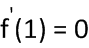 f'(1) = 0